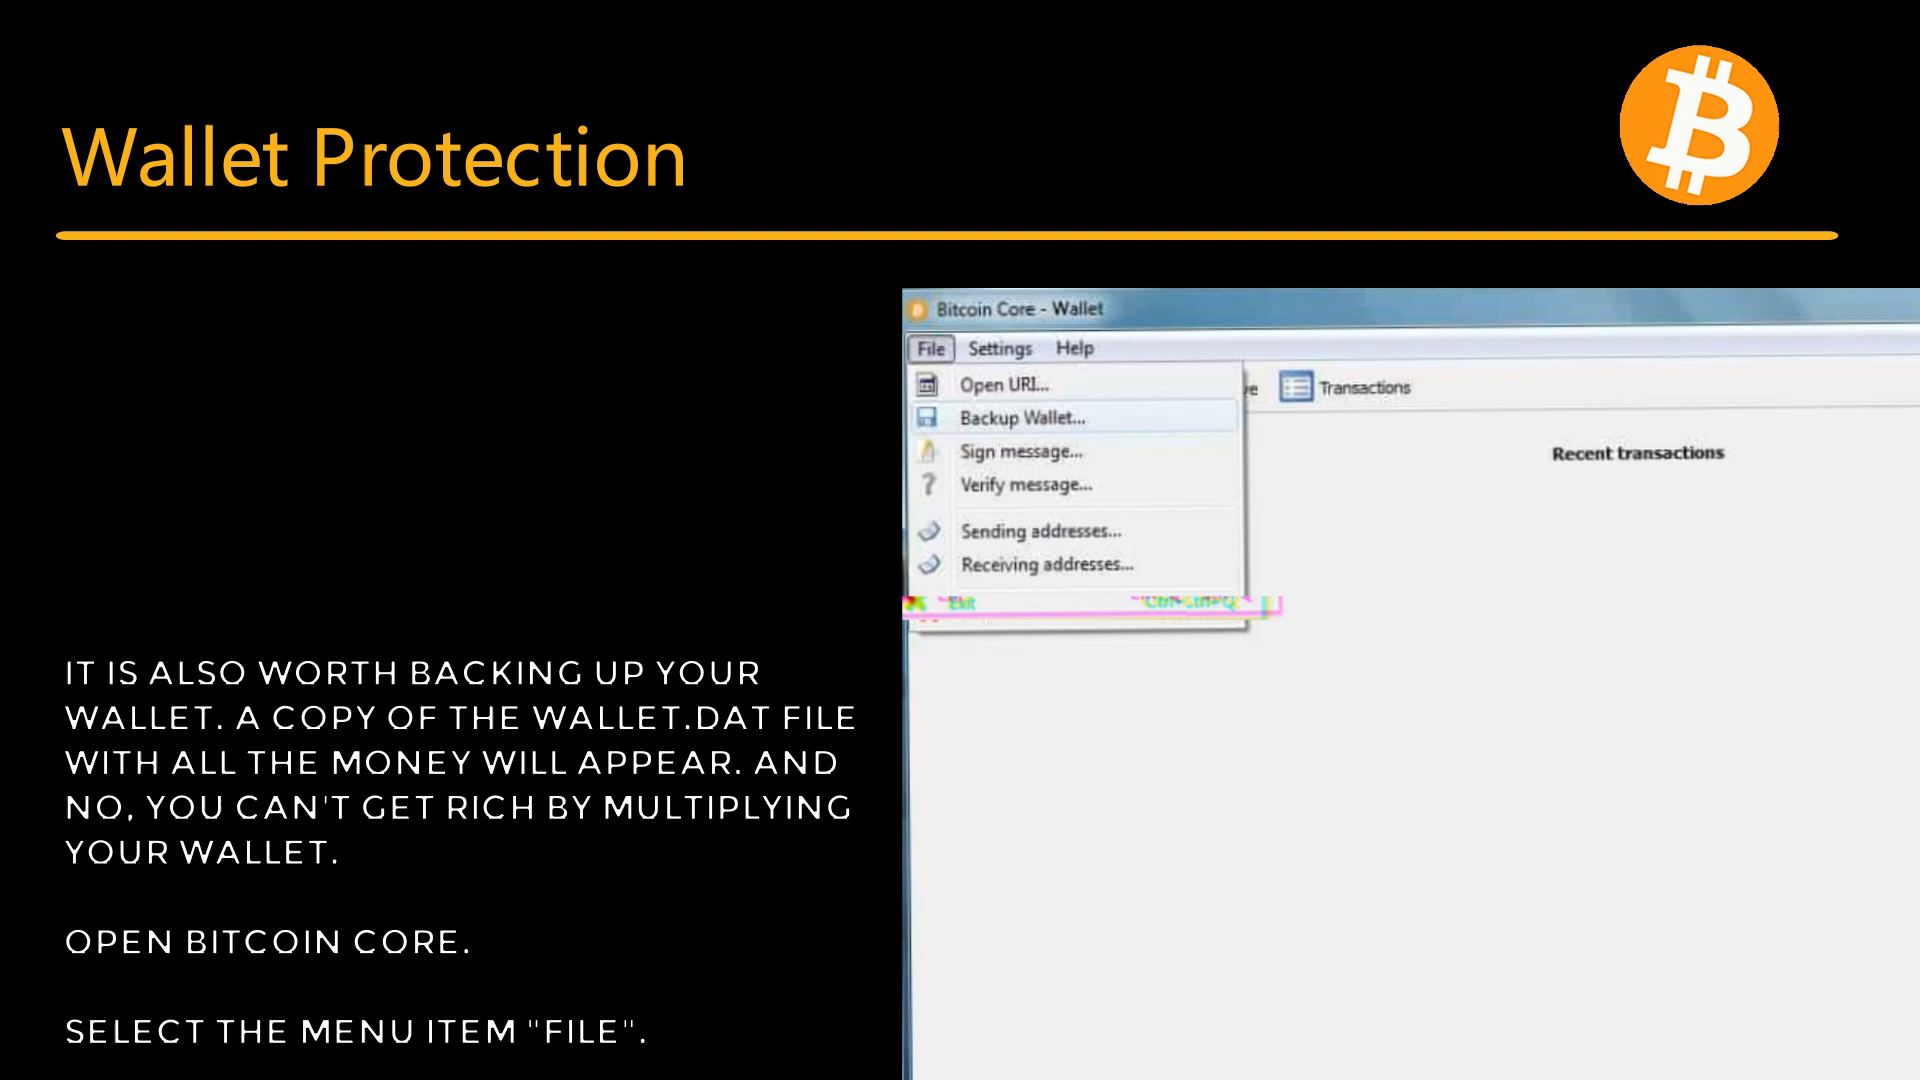 Wallet Protection
Bitcoin Core - Wallet
File Settings Help
Open URI...
Transactions
Backup Wallet...
Sign message...
Recent transactions
Verify message...
Sending addresses...
Receiving addresses...
Exit
IT IS ALSO WORTH BACKING UP YOUR
WALLET. A COPY OF THE WALLET.DAT FILE
WITH ALL THE MONEY WILL APPEAR. AND
NO, YOU CAN'T GET RICH BY MULTIPLYING
YOUR WALLET.
OPEN BITCOIN CORE.
SELECT THE MENU ITEM "FILE".